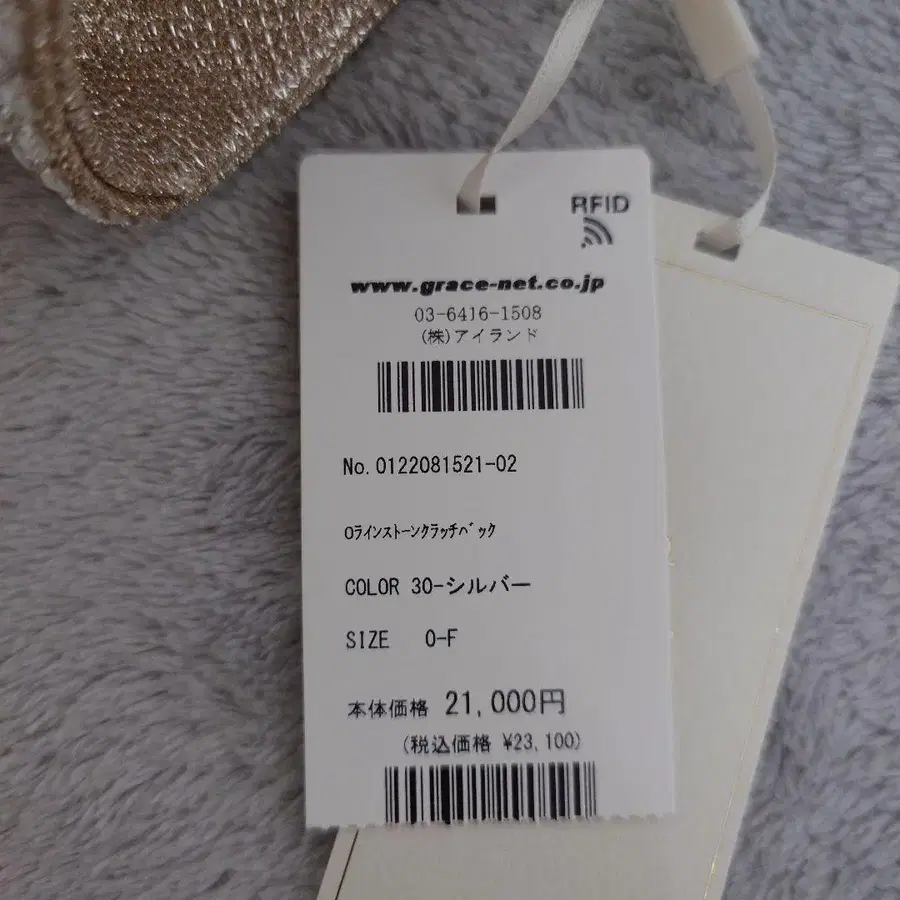 RFID
www.grace-net.co.jp
03-6416-1508
(株)アイランド
No.0122081521-02
Oラインストーンクラッチバック
COLOR 30-シルバー
SIZE 0-F
本体価格 21,000円
(税込価格 ¥23,100)